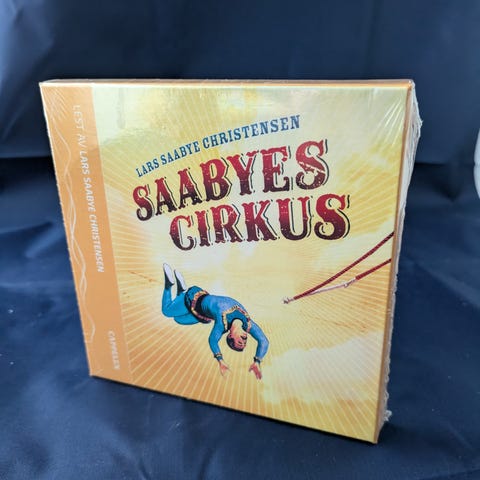 LARS SAABYE CHRISTENSEN
SAABYES
CIRKUS
LEST AV LARS SAABYE CHRISTENSEN
CAPPELEN